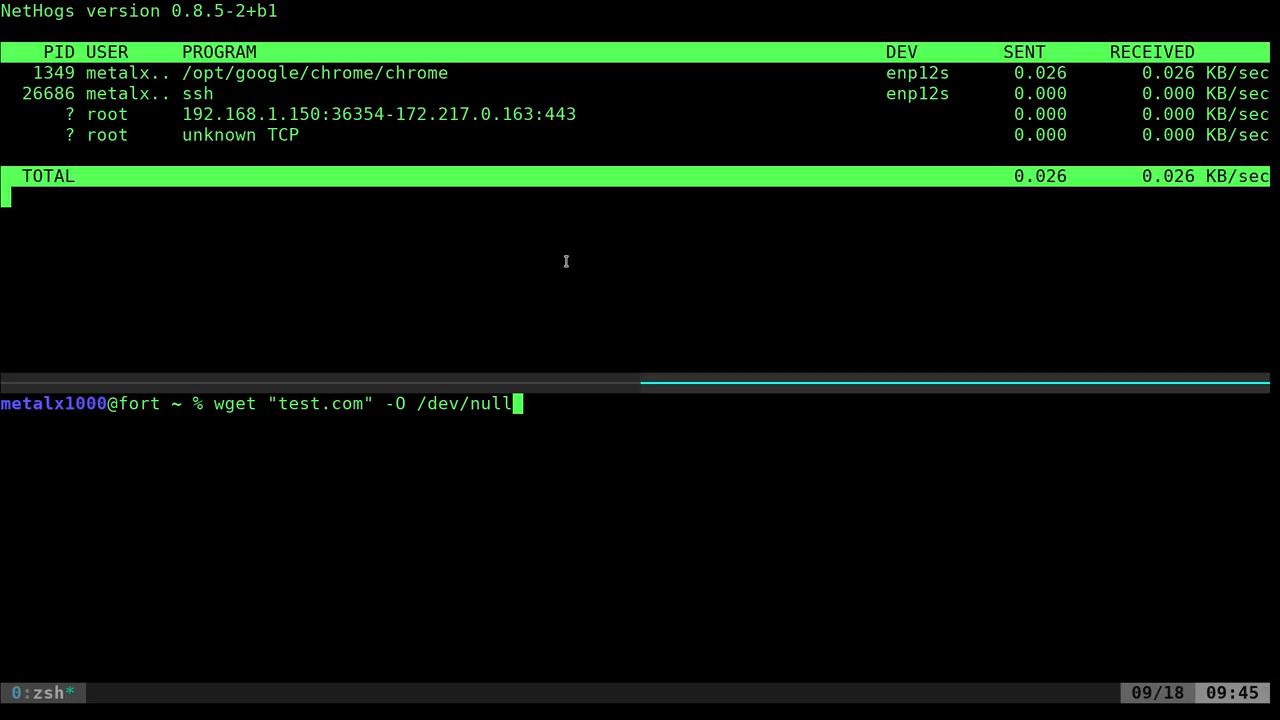 NetHogs version 0.8.5-2+b1
PID USER PROGRAM DEV SENT RECEIVED
1349 metalx.. /opt/google/chrome/chrome enp12s 0.026 0.026 KB/sec
26686 metalx.. ssh enp12s 0.000 0.000 KB/sec
? root 192.168.1.150:36354-172.217.0.163:443 0.000 0.000 KB/sec
? root unknown TCP 0.000 0.000 KB/sec
TOTAL 0.026 0.026 KB/sec
metalx1000@fort ~ % wget "test.com" -O /dev/null
0:zsh* 09/18 09:45